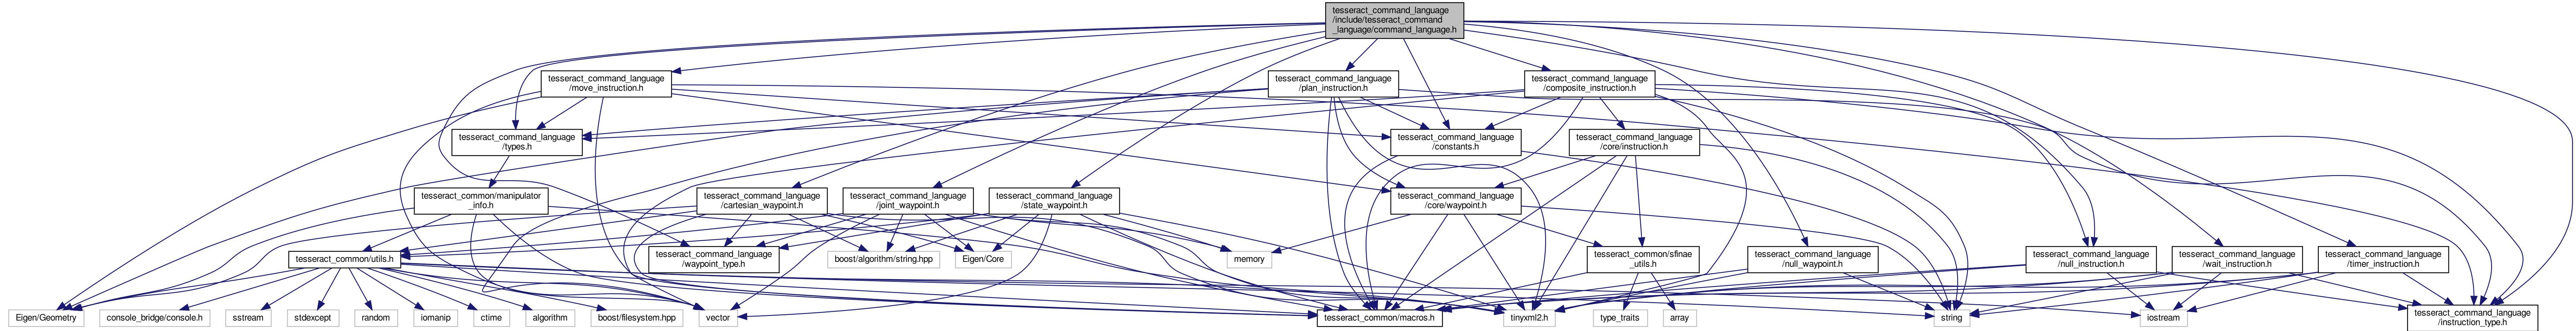 tesseract_command_language
/include/tesseract_command
_language/command_language.h
tesseract_command_language
/move_instruction.h
tesseract_command_language
/plan_instruction.h
tesseract_command_language
/composite_instruction.h
tesseract_command_language
/types.h
tesseract_command_language
/constants.h
tesseract_command_language
/core/instruction.h
tesseract_common/manipulator
_info.h
tesseract_command_language
/cartesian_waypoint.h
tesseract_command_language
/joint_waypoint.h
tesseract_command_language
/state_waypoint.h
tesseract_command_language
/core/waypoint.h
tesseract_common/utils.h
tesseract_command_language
/waypoint_type.h
boost/algorithm/string.hpp
Eigen/Core
memory
tesseract_common/sfinae
_utils.h
tesseract_command_language
/null_waypoint.h
tesseract_command_language
/null_instruction.h
tesseract_command_language
/wait_instruction.h
tesseract_command_language
/timer_instruction.h
Eigen/Geometry
console_bridge/console.h
sstream
stdexcept
random
iomanip
ctime
algorithm
boost/filesystem.hpp
vector
tesseract_common/macros.h
tinyxml2.h
type_traits
array
string
iostream
tesseract_command_language
/instruction_type.h